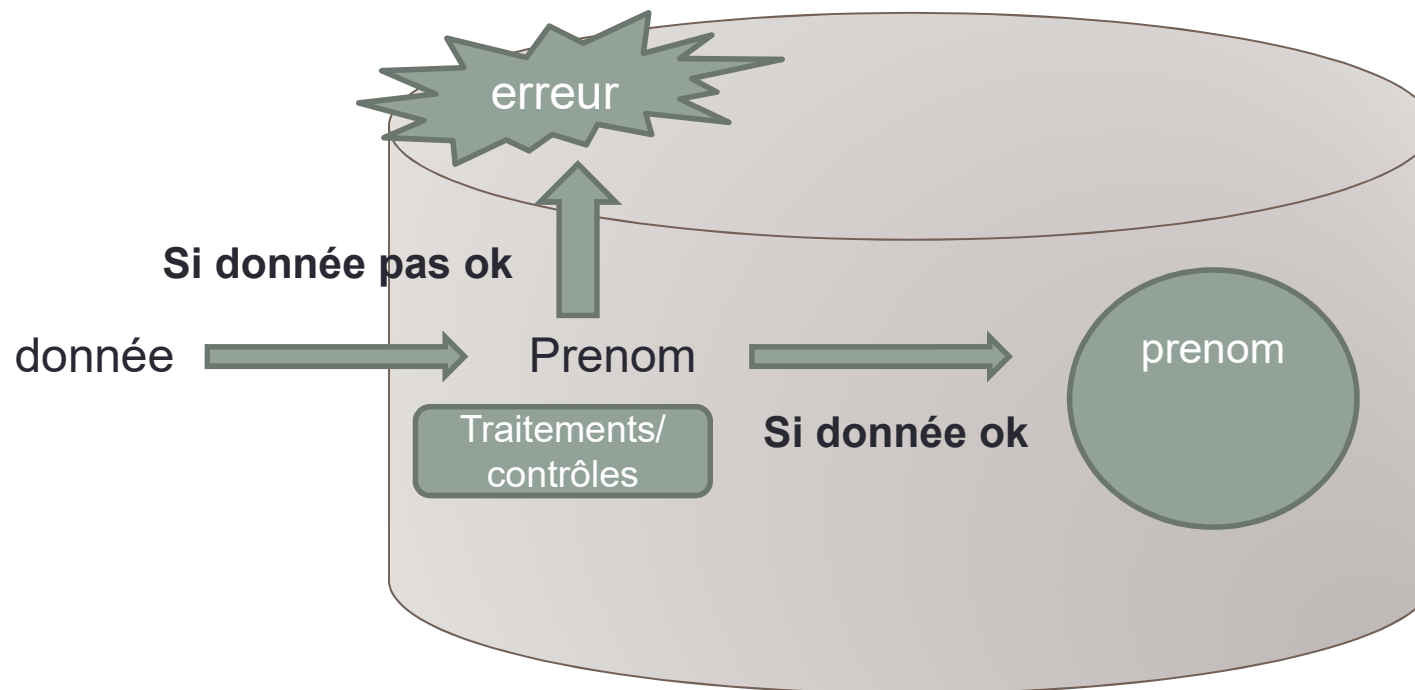 erreur
Si donnée pas ok
donnée
Prenom
prenom
Traitements/
contrôles
Si donnée ok